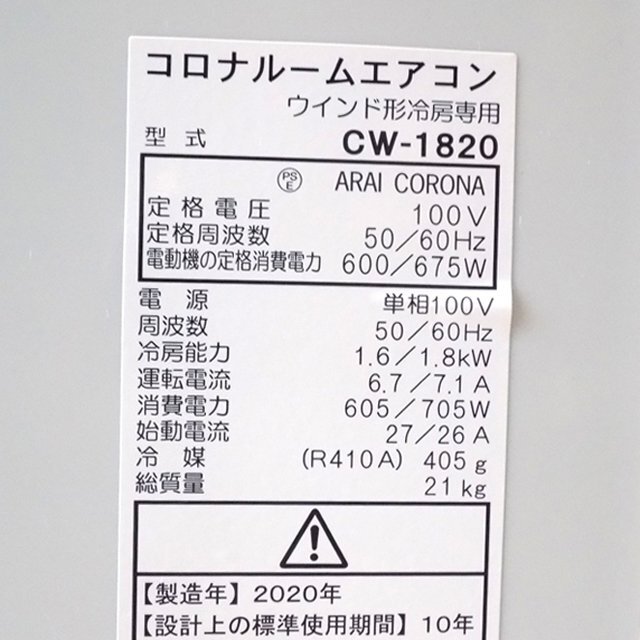 コロナルームエアコン
ウインド形冷房専用
型式 CW-1820
PS E ARAI CORONA
定格電圧 100V
定格周波数 50/60Hz
電動機の定格消費電力 600/675W
電源 単相100V
周波数 50/60Hz
冷房能力 1.6/1.8kW
運転電流 6.7/7.1A
消費電力 605/705W
始動電流 27/26A
冷媒 (R410A) 405g
総質量 21kg
【製造年】2020年
【設計上の標準使用期間】10年